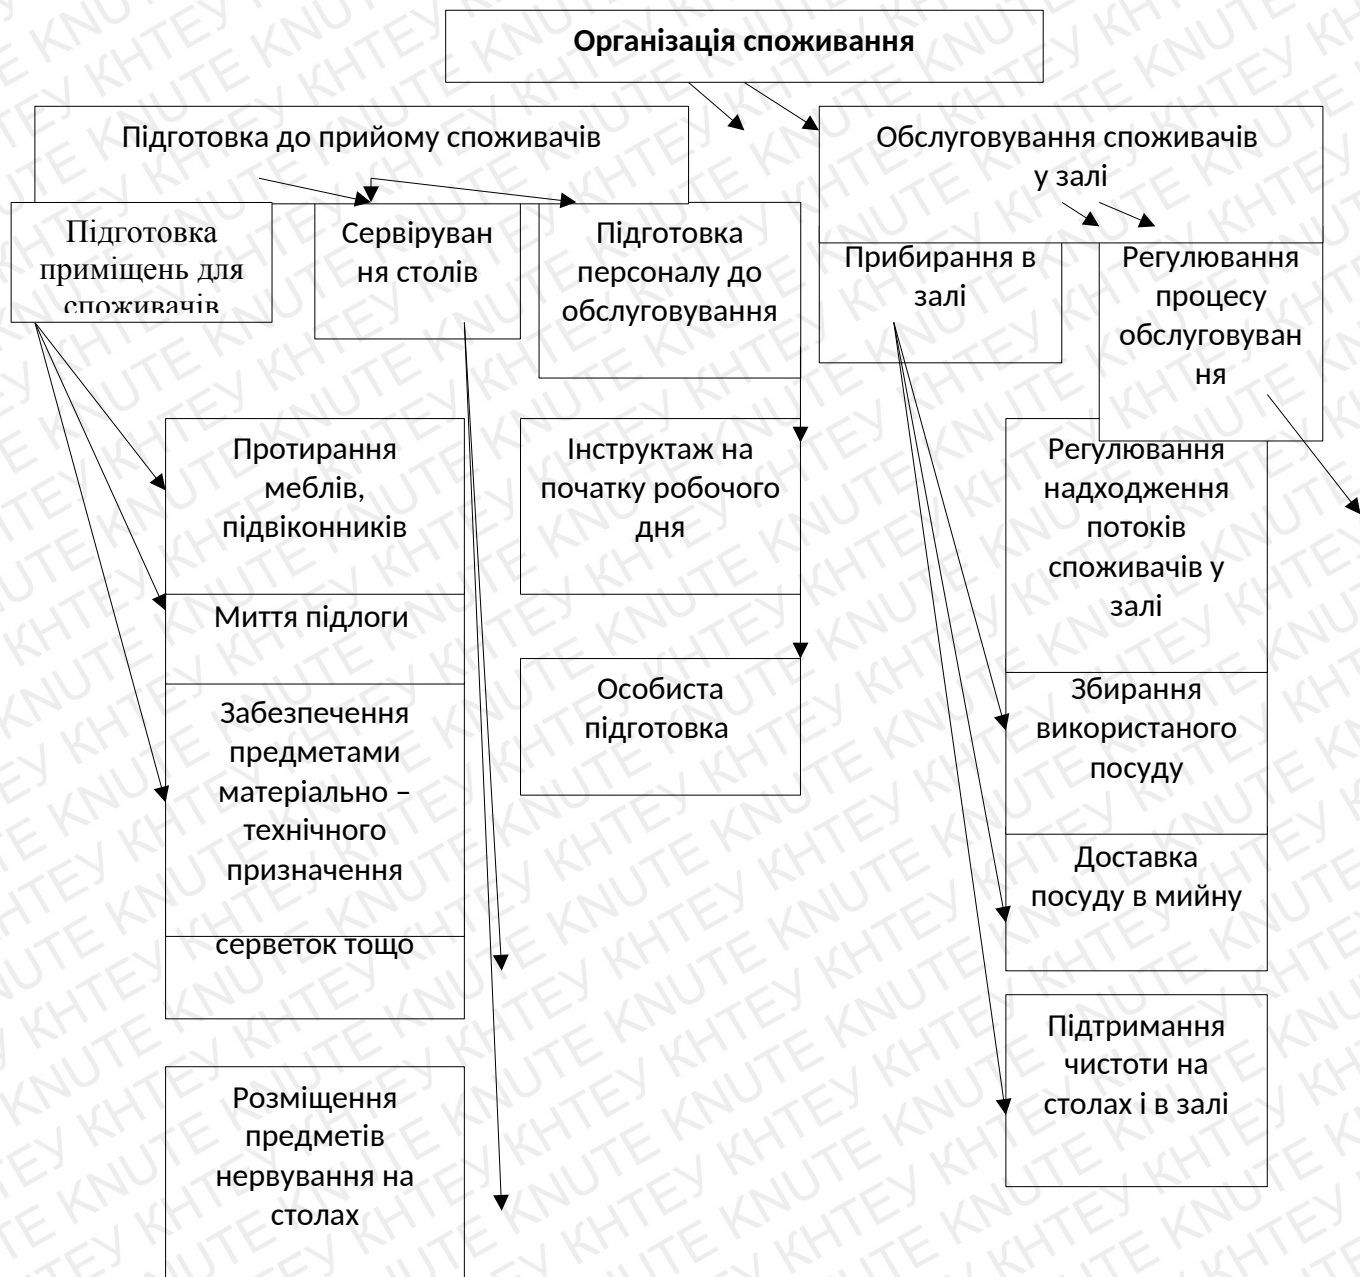 Організація споживання
Підготовка до прийому споживачів
Обслуговування споживачів
у залі
Підготовка
приміщень для
споживачів
Сервіруван
ня столів
Підготовка
персоналу до
обслуговування
Прибирання в
залі
Регулювання
процесу
обслуговуван
ня
Протирання
меблів,
підвіконників
Миття підлоги
Забезпечення
предметами
матеріально –
технічного
призначення
серветок тощо
Розміщення
предметів
нервування на
столах
Інструктаж на
початку робочого
дня
Особиста
підготовка
Регулювання
надходження
потоків
споживачів у
залі
Збирання
використаного
посуду
Доставка
посуду в мийну
Підтримання
чистоти на
столах і в залі
KNUTE КНТЕУ